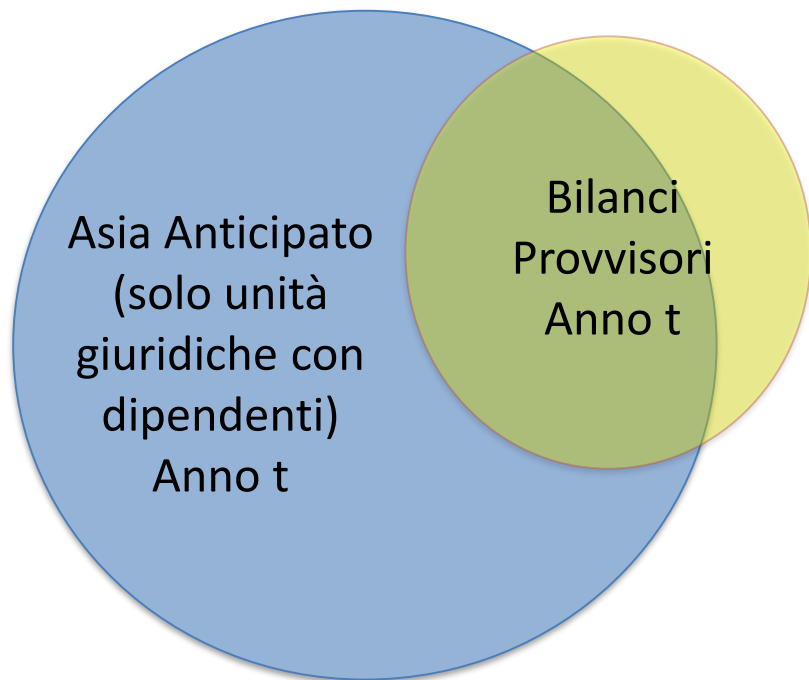 Asia Anticipato
(solo unità
giuridiche con
dipendenti)
Anno t
Bilanci
Provvisori
Anno t